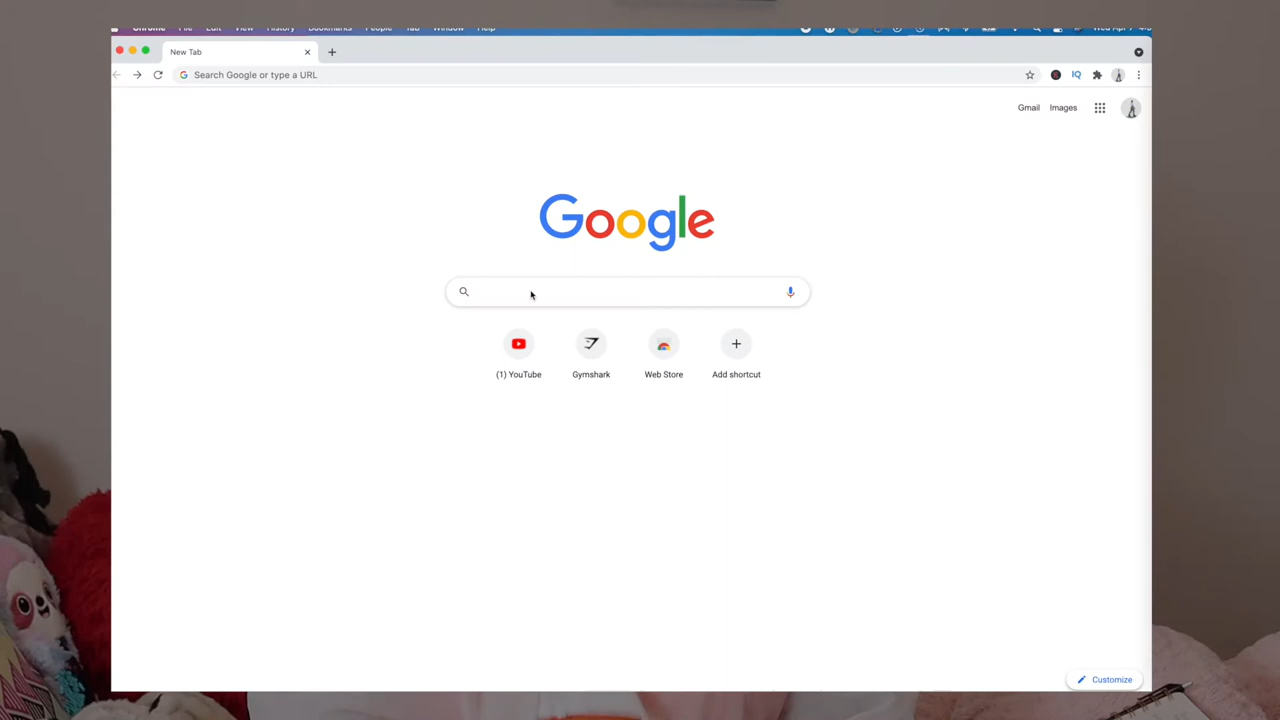 Chrome File Edit View History Bookmarks People Tab Window Help
New Tab
Search Google or type a URL
IQ
Gmail Images
Google
(1) YouTube Gymshark Web Store Add shortcut
Customize